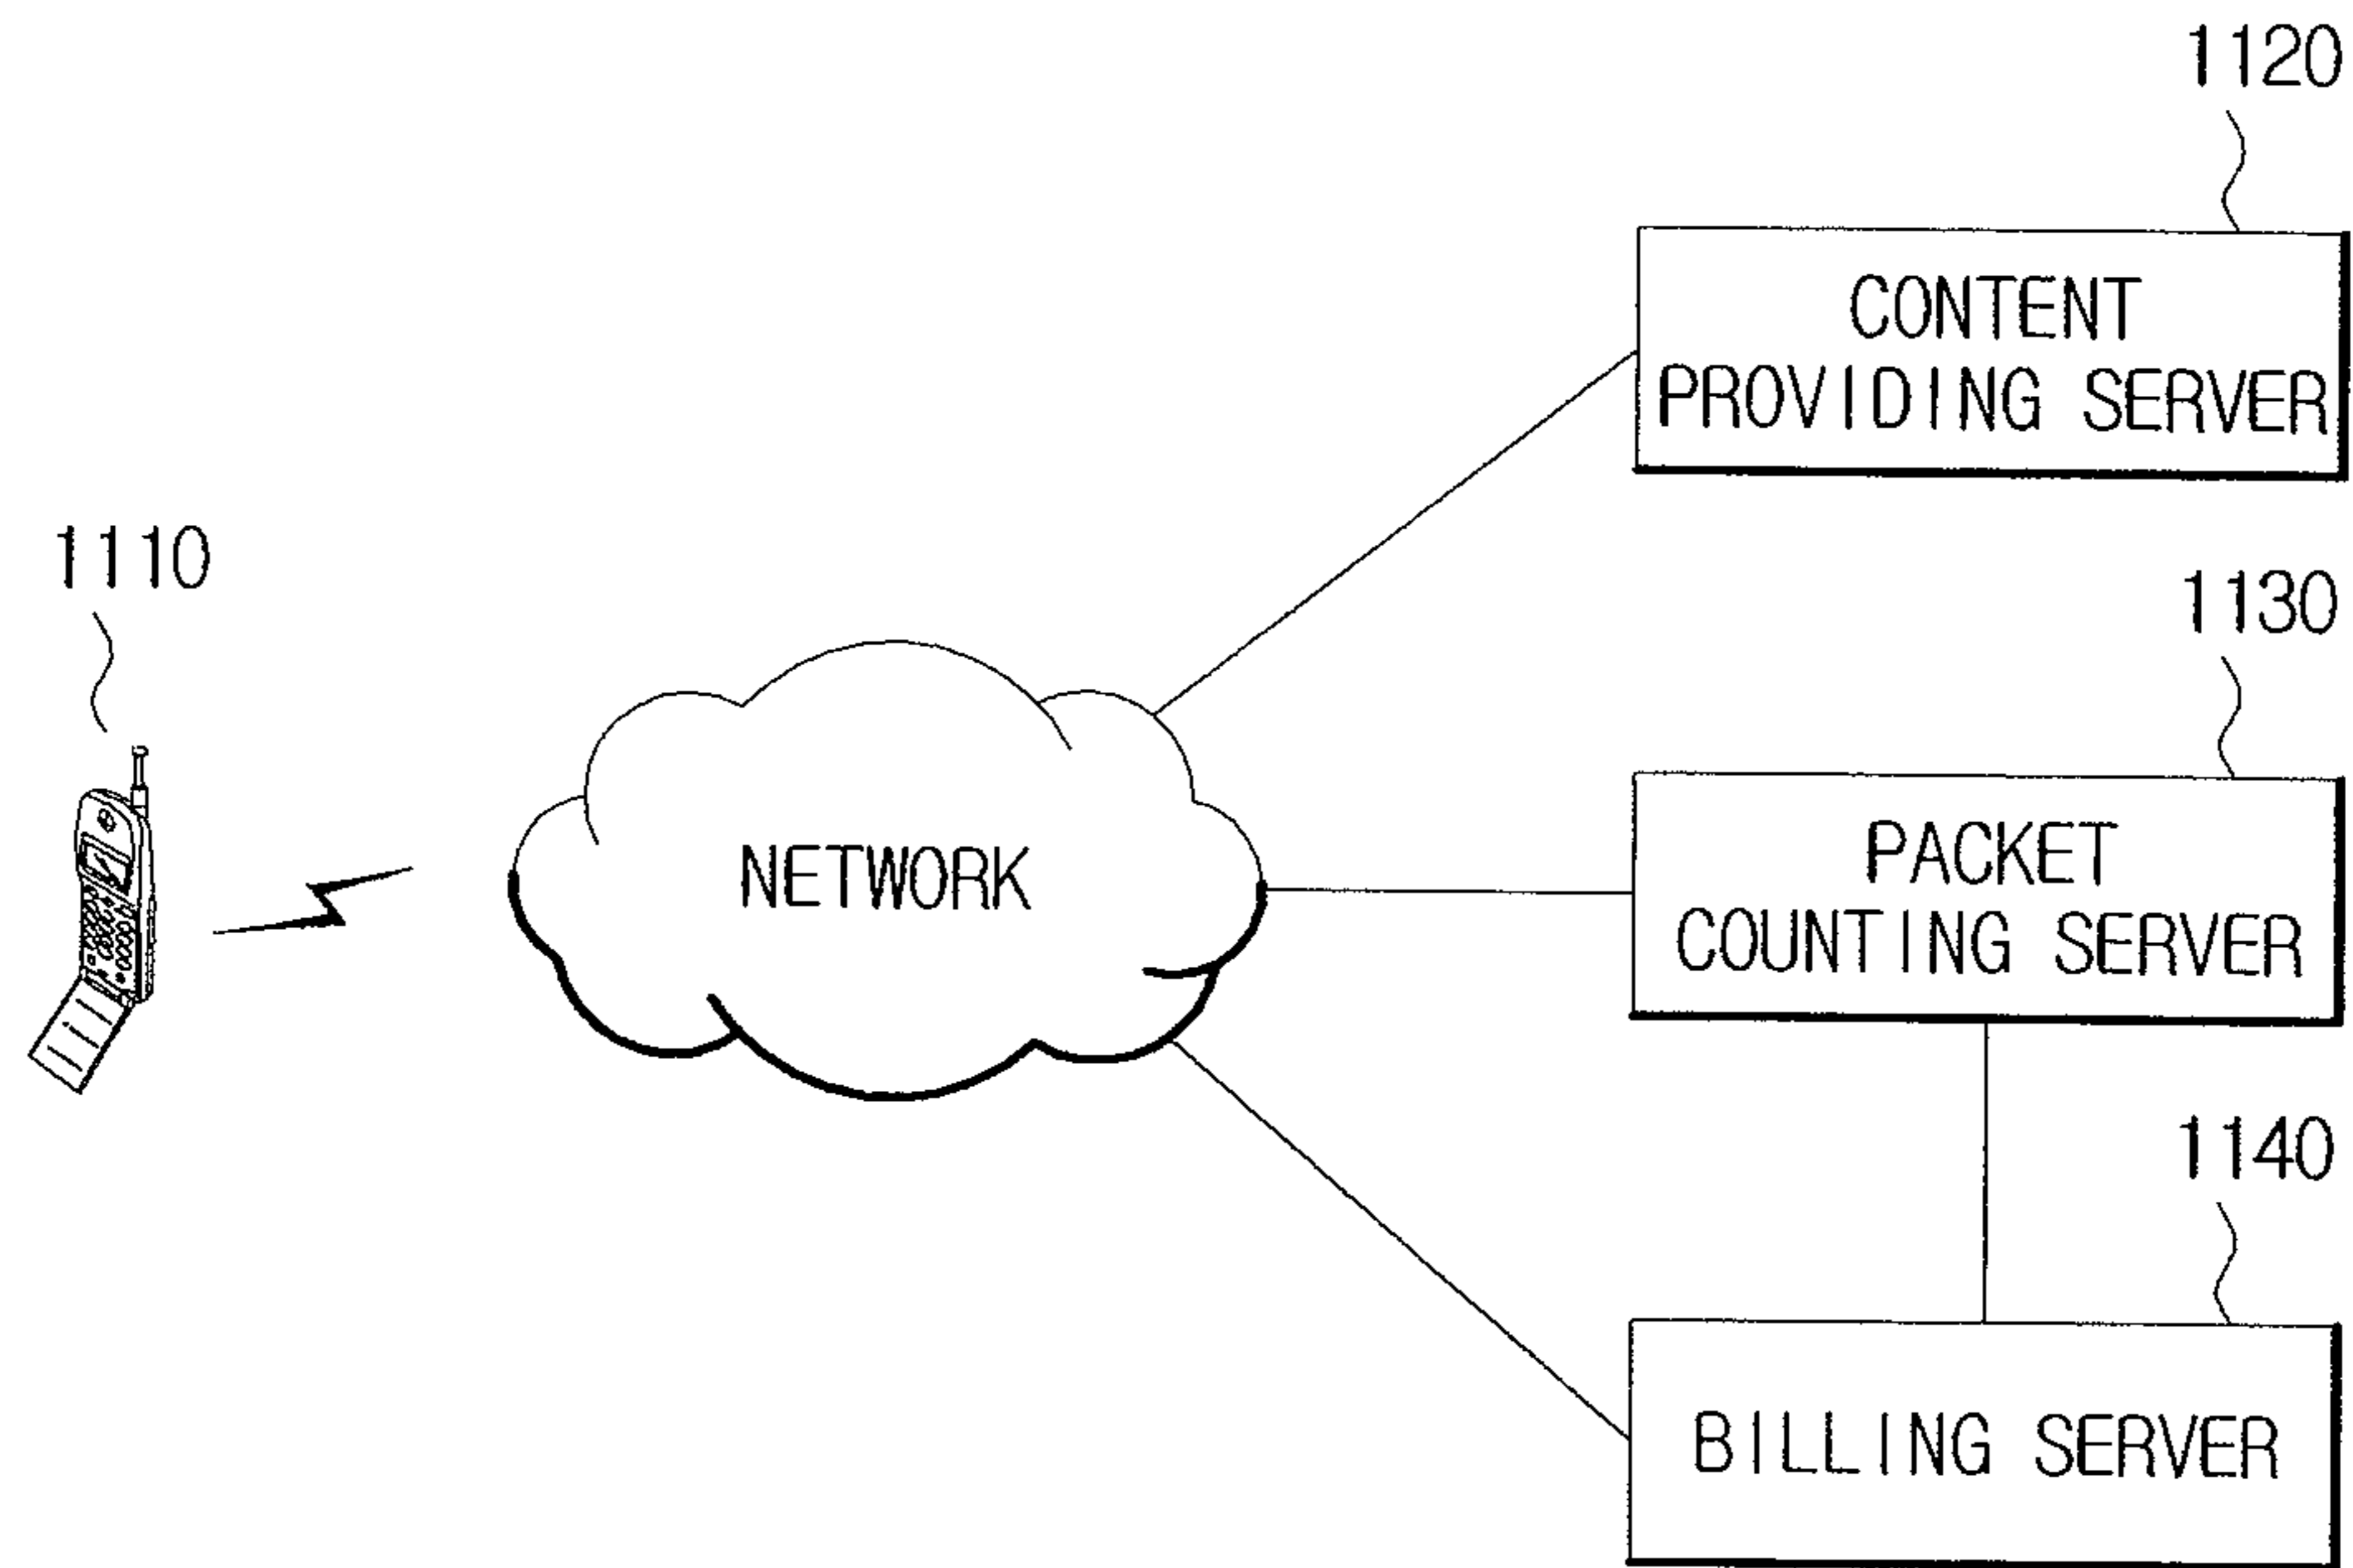 1120
CONTENT
PROVIDING SERVER
1110
1130
NETWORK
PACKET
COUNTING SERVER
1140
BILLING SERVER